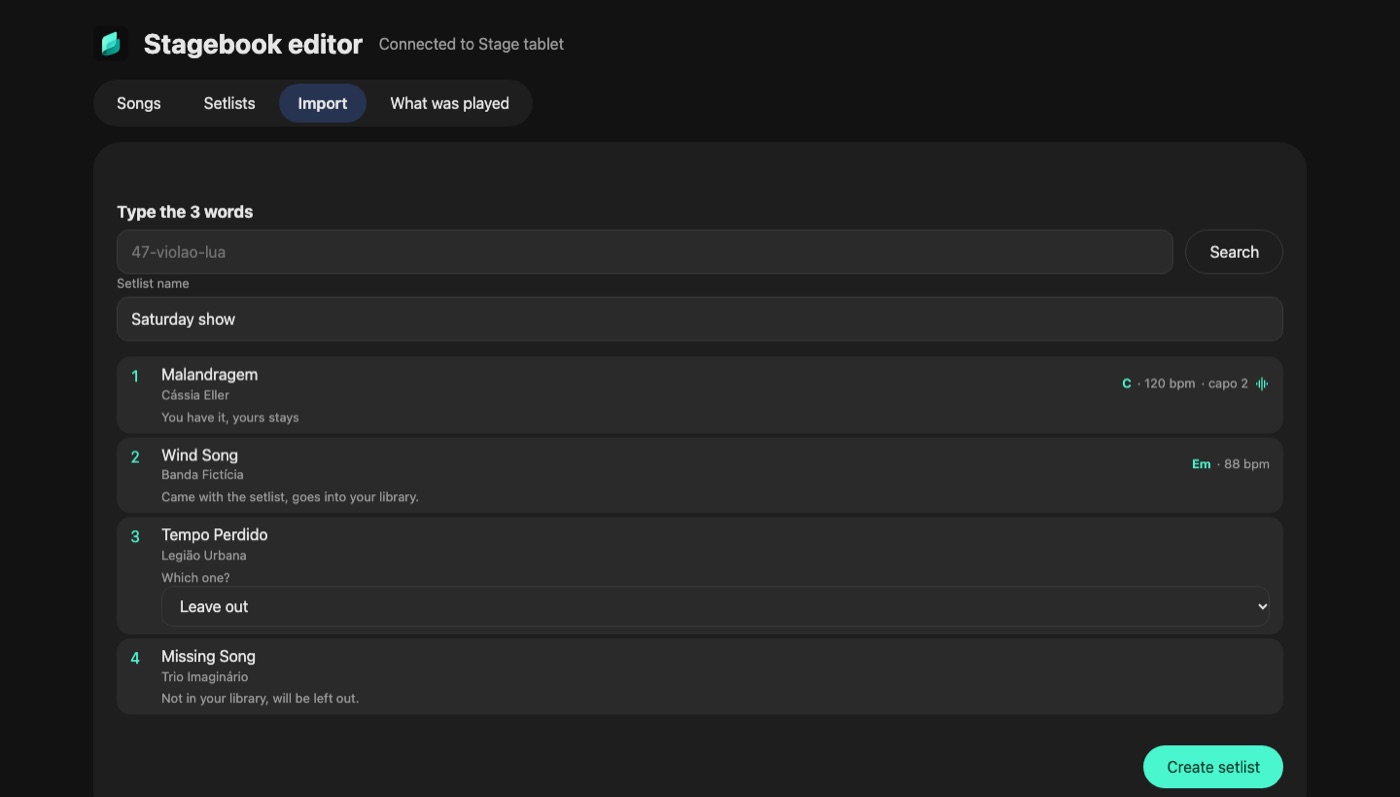 Stagebook editor
Connected to Stage tablet
Songs
Setlists
Import
What was played
Type the 3 words
47-violao-lua
Search
Setlist name
Saturday show
1
Malandragem
C · 120 bpm · capo 2
Cássia Eller
You have it, yours stays
2
Wind Song
Em · 88 bpm
Banda Fictícia
Came with the setlist, goes into your library.
3
Tempo Perdido
Legião Urbana
Which one?
Leave out
4
Missing Song
Trio Imaginário
Not in your library, will be left out.
Create setlist